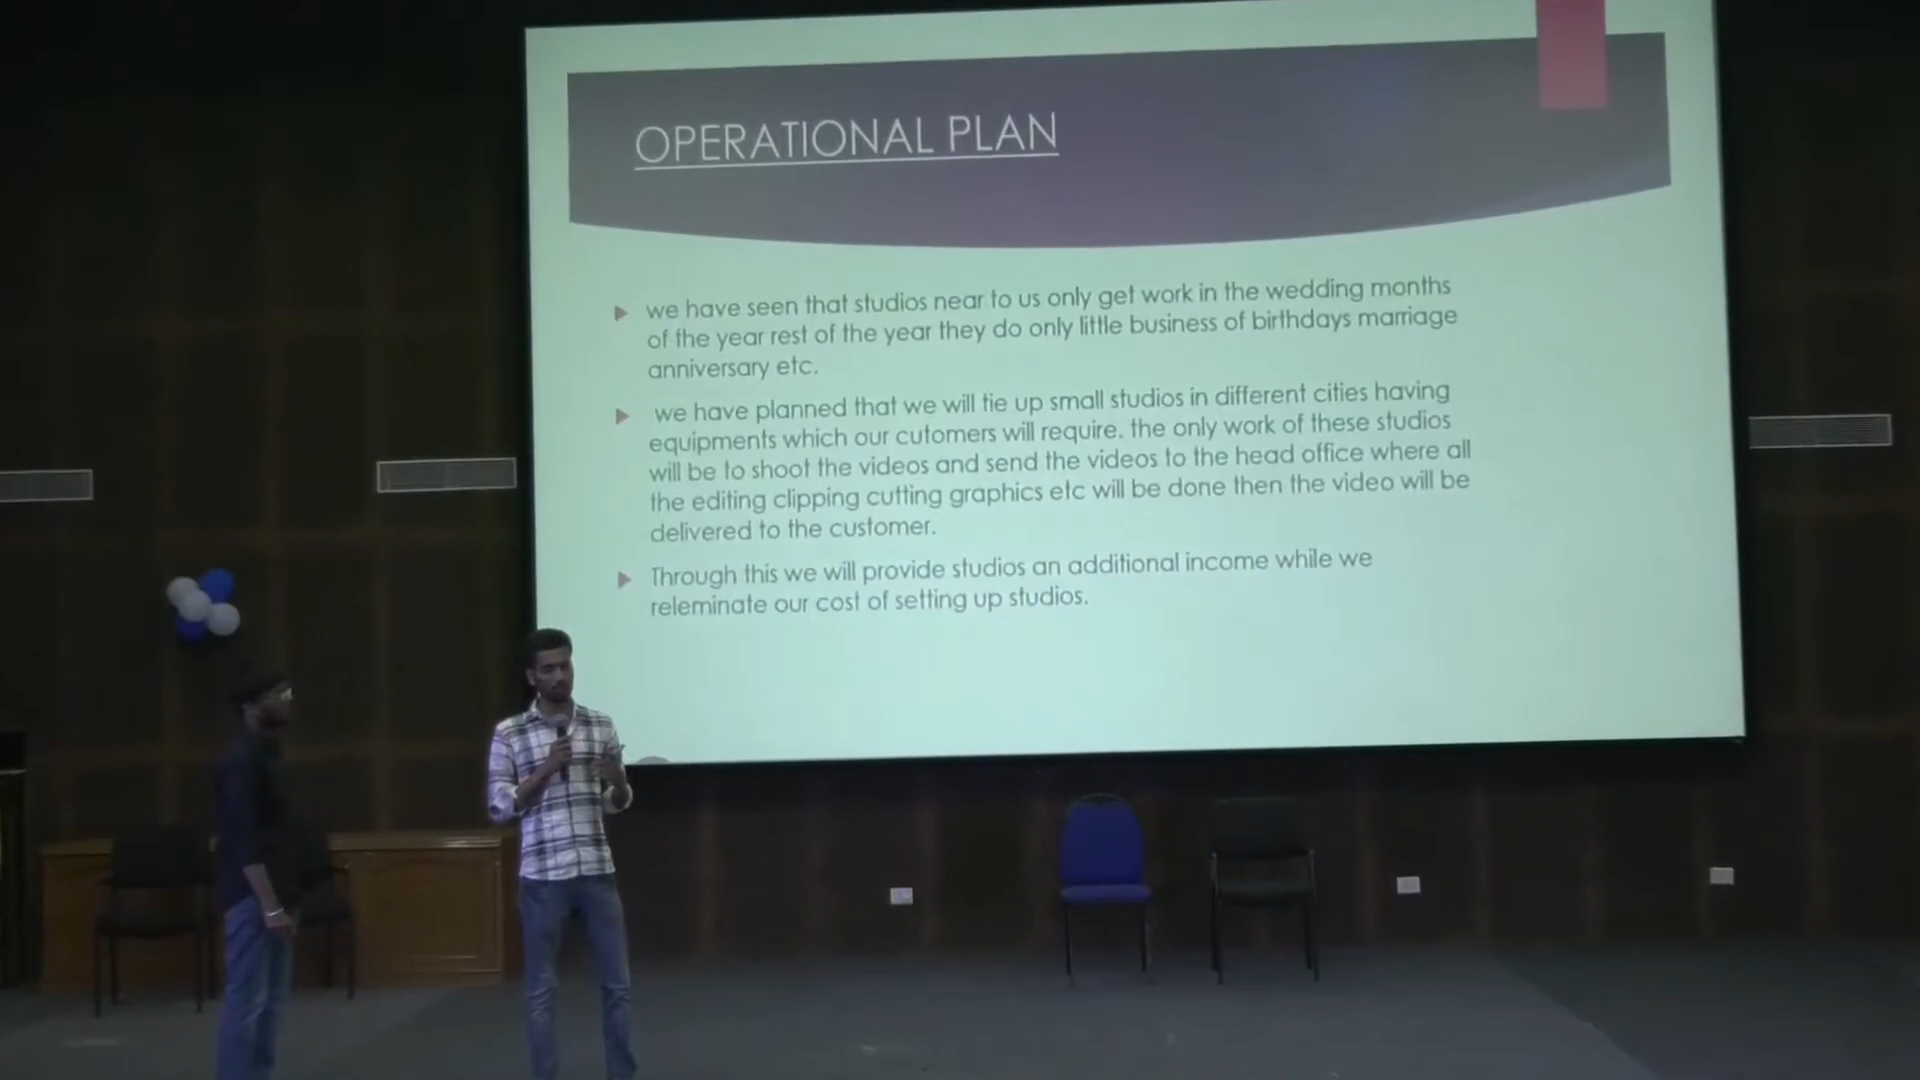 OPERATIONAL PLAN
we have seen that studios near to us only get work in the wedding months
of the year rest of the year they do only little business of birthdays marriage
anniversary etc.
we have planned that we will tie up small studios in different cities having
equipments which our cutomers will require. the only work of these studios
will be to shoot the videos and send the videos to the head office where all
the editing clipping cutting graphics etc will be done then the video will be
delivered to the customer.
Through this we will provide studios an additional income while we
releminate our cost of setting up studios.